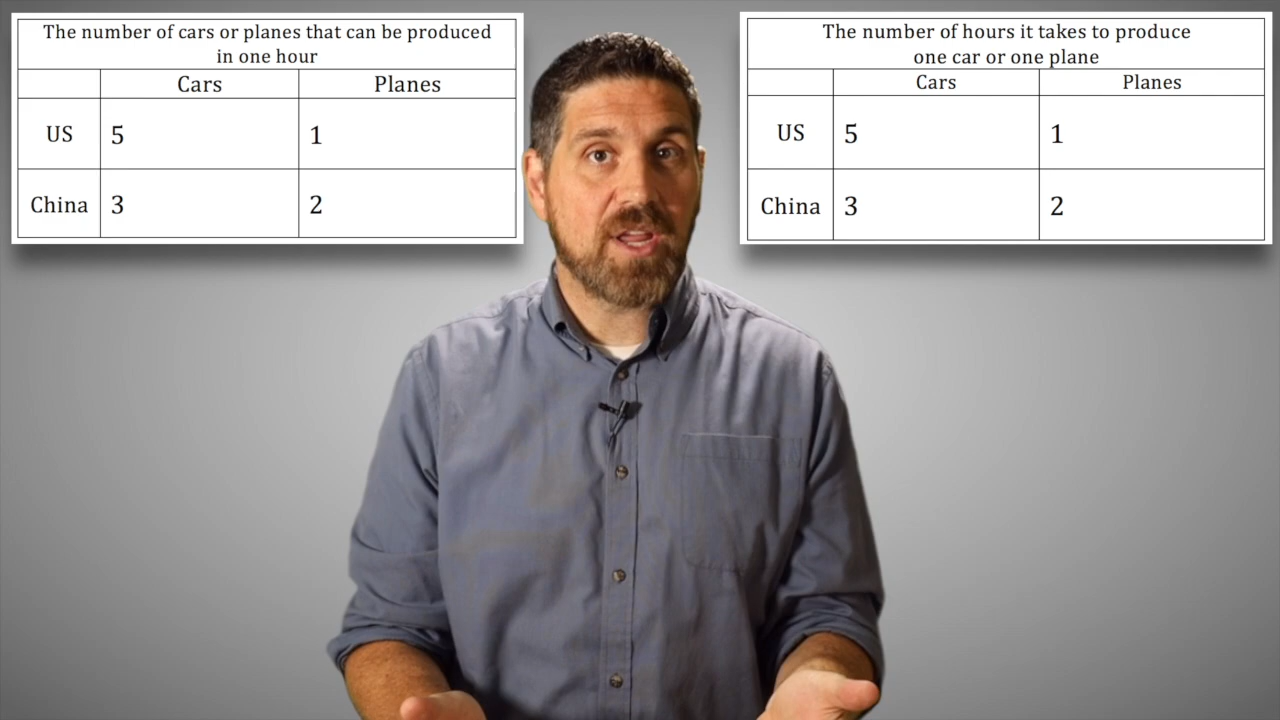 The number of cars or planes that can be produced
in one hour
Cars Planes
US 5 1
China 3 2
The number of hours it takes to produce
one car or one plane
Cars Planes
US 5 1
China 3 2